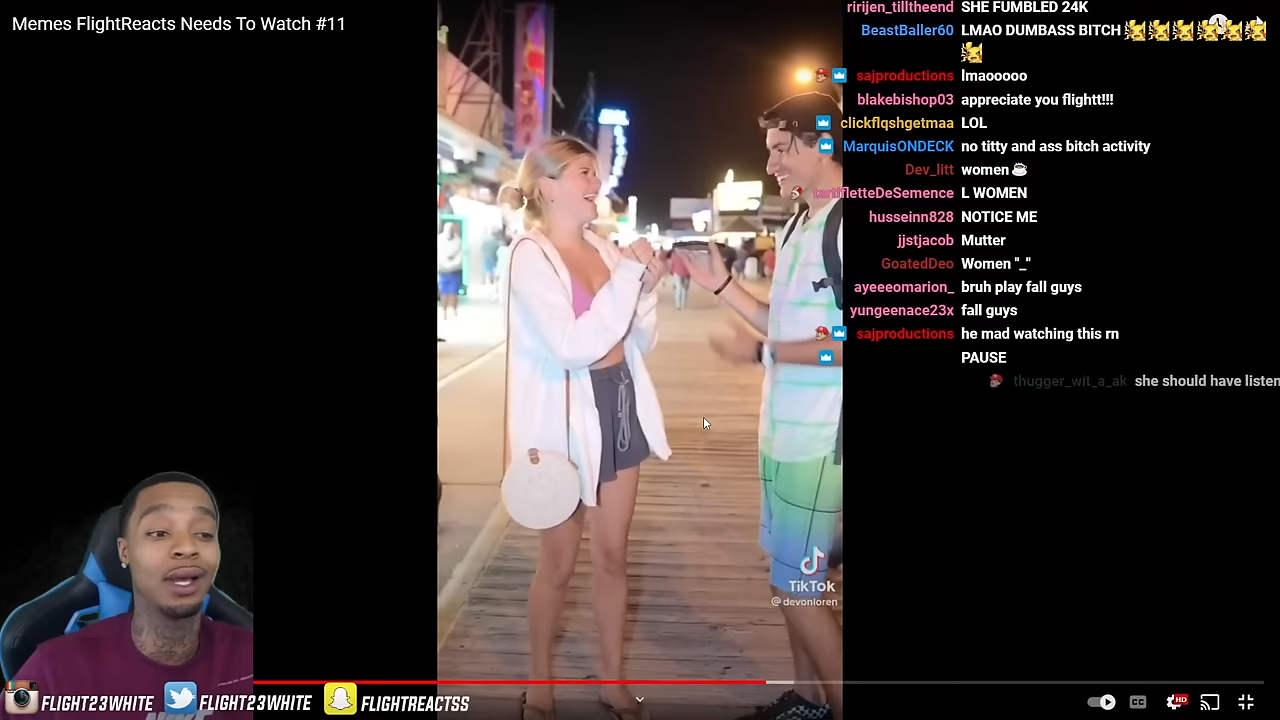 Memes FlightReacts Needs To Watch #11
ririjen_tilltheend SHE FUMBLED 24K
BeastBaller60 LMAO DUMBASS BITCH
sajproductions lmaooooo
blakebishop03 appreciate you flightt!!!
clickflqshgetmaa LOL
MarquisONDECK no titty and ass bitch activity
Dev_litt women
tartifletteDeSemence L WOMEN
husseinn828 NOTICE ME
jjstjacob Mutter
GoatedDeo Women "_"
ayeeeomarion_ bruh play fall guys
yungeenace23x fall guys
sajproductions he mad watching this rn
PAUSE
thugger_wit_a_ak she should have listen
TikTok
@devonloren
FLIGHT23WHITE FLIGHT23WHITE FLIGHTREACTSS
CC HD